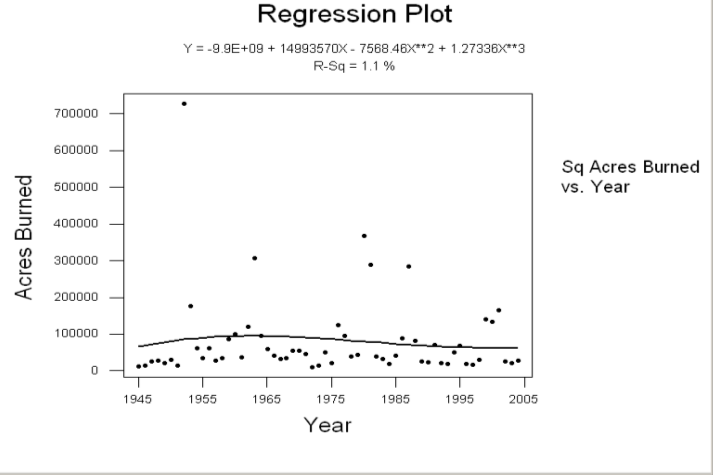 Regression Plot
Y = -9.9E+09 + 14993570X - 7568.46X**2 + 1.27336X**3
R-Sq = 1.1 %
700000
600000
500000
400000
300000
200000
100000
0
Acres Burned
1945 1955 1965 1975 1985 1995 2005
Year
Sq Acres Burned
vs. Year